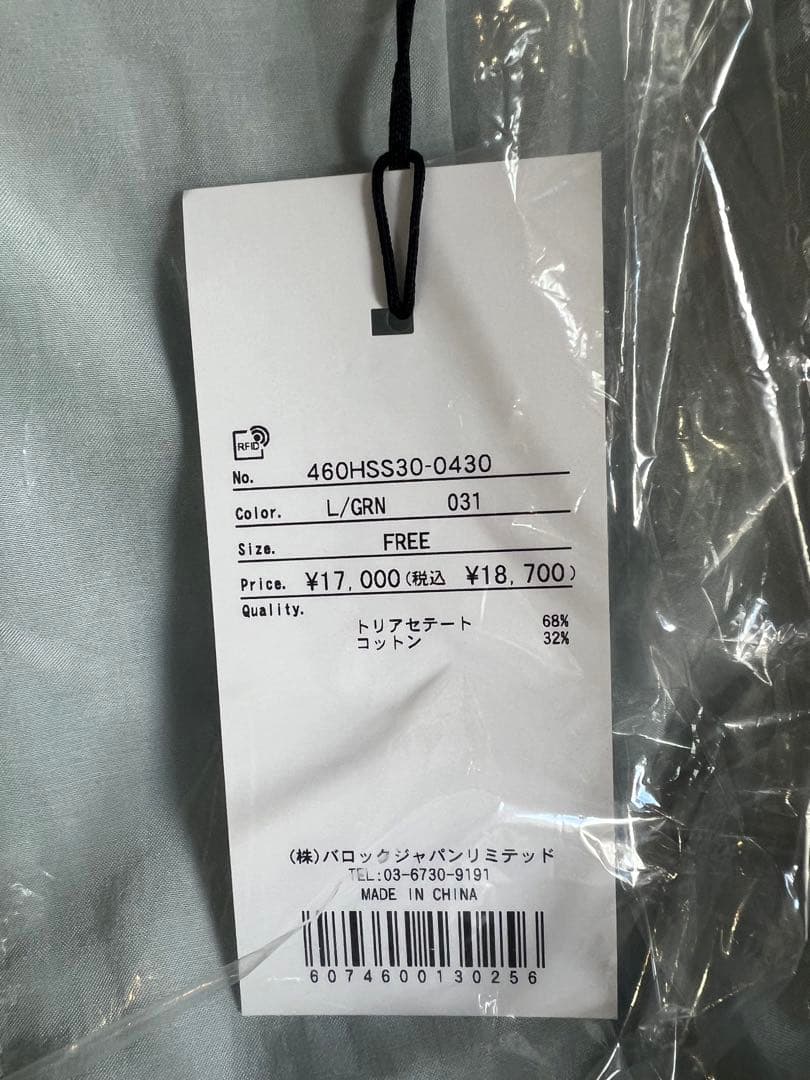 RFID
No. 460HSS30-0430
Color. L/GRN 031
Size. FREE
Price. ¥17,000(税込 ¥18,700)
Quality.
トリアセテート 68%
コットン 32%
(株)バロックジャパンリミテッド
TEL:03-6730-9191
MADE IN CHINA
6074600130256